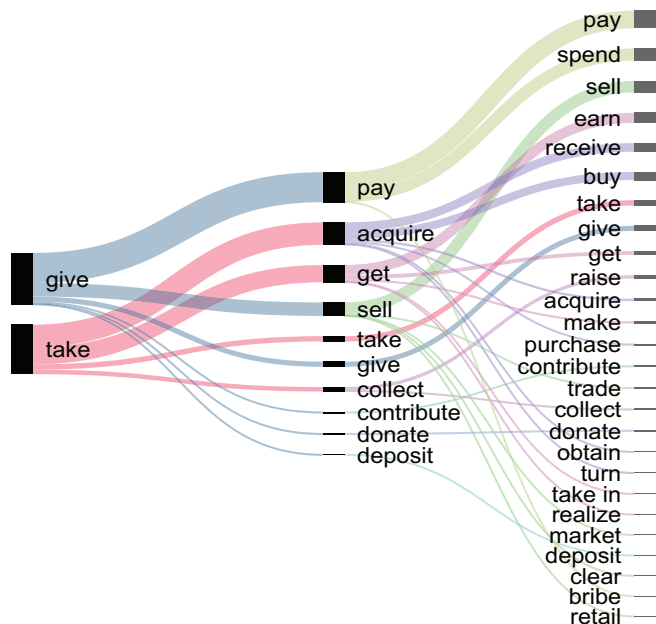 give
take
pay
acquire
get
sell
take
give
collect
contribute
donate
deposit
pay
spend
sell
earn
receive
buy
take
give
get
raise
acquire
make
purchase
contribute
trade
collect
donate
obtain
turn
take in
realize
market
deposit
clear
bribe
retail